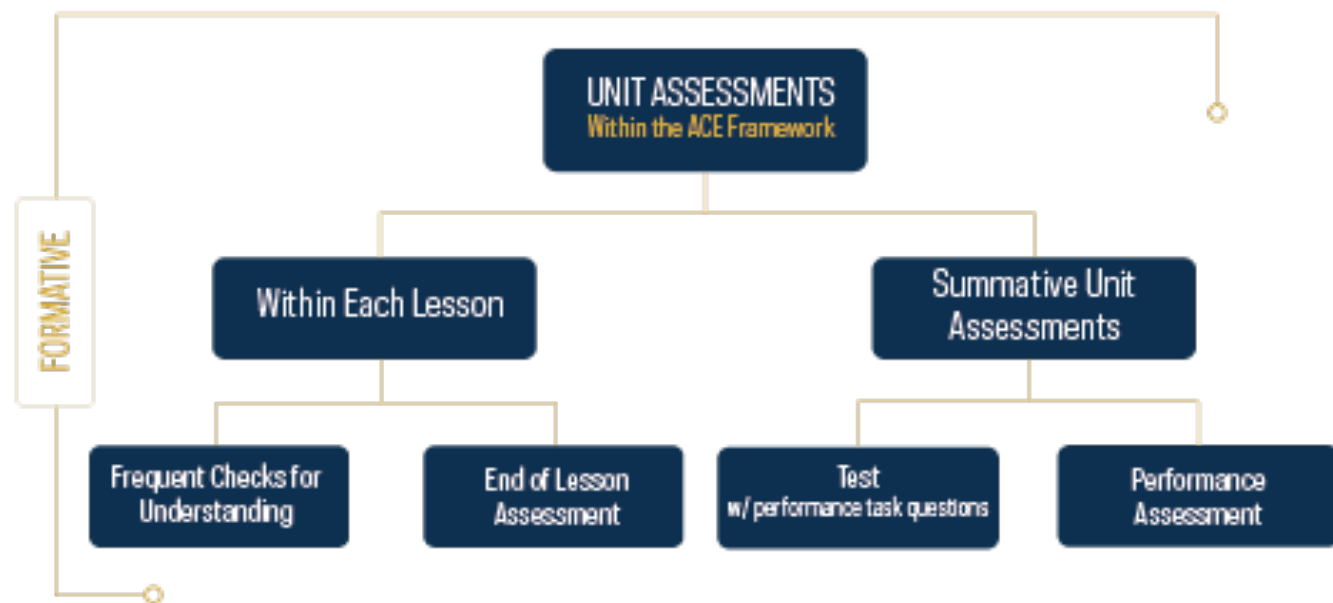 UNIT ASSESSMENTS
Within the ACE Framework
FORMATIVE
Within Each Lesson
Summative Unit
Assessments
Frequent Checks for
Understanding
End of Lesson
Assessment
Test
w/ performance task questions
Performance
Assessment